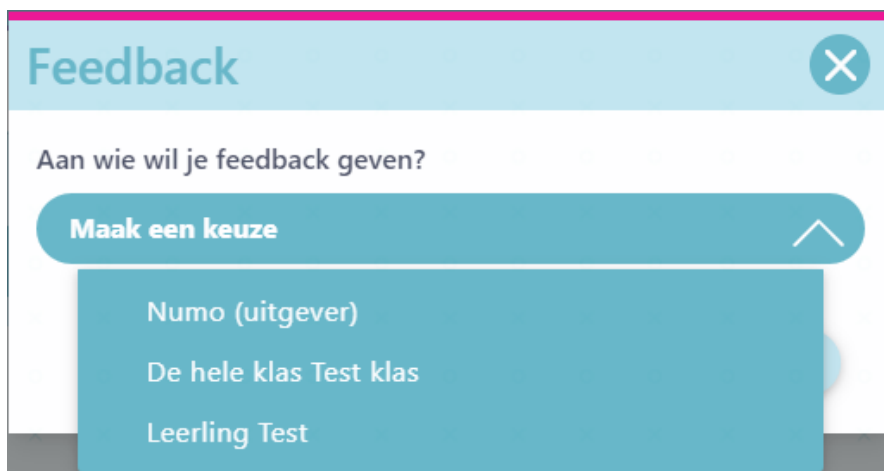 Feedback
Aan wie wil je feedback geven?
Maak een keuze
Numo (uitgever)
De hele klas Test klas
Leerling Test